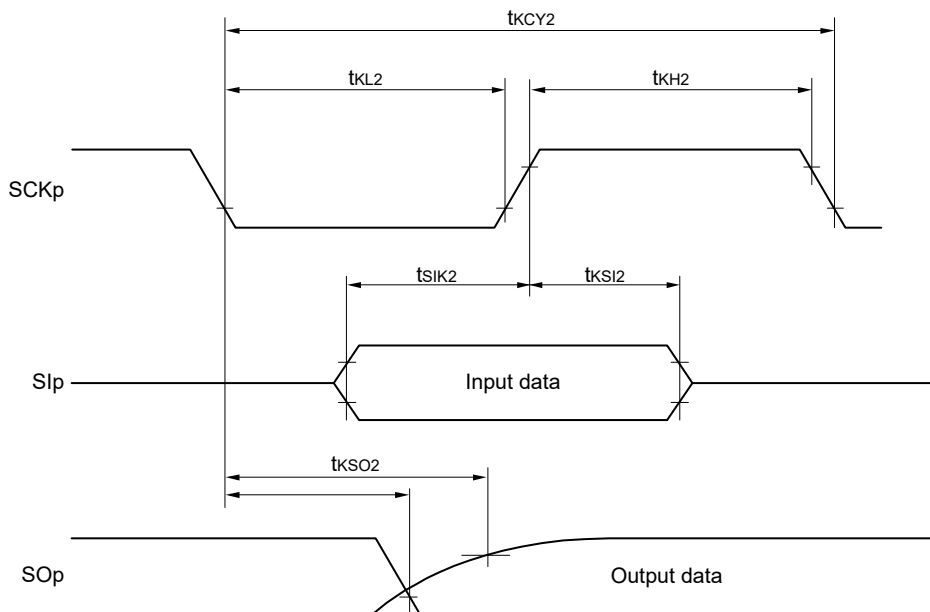 tKCY2
tKL2
tKH2
SCKp
tSIK2
tKSI2
SIp
Input data
tKSO2
SOp
Output data